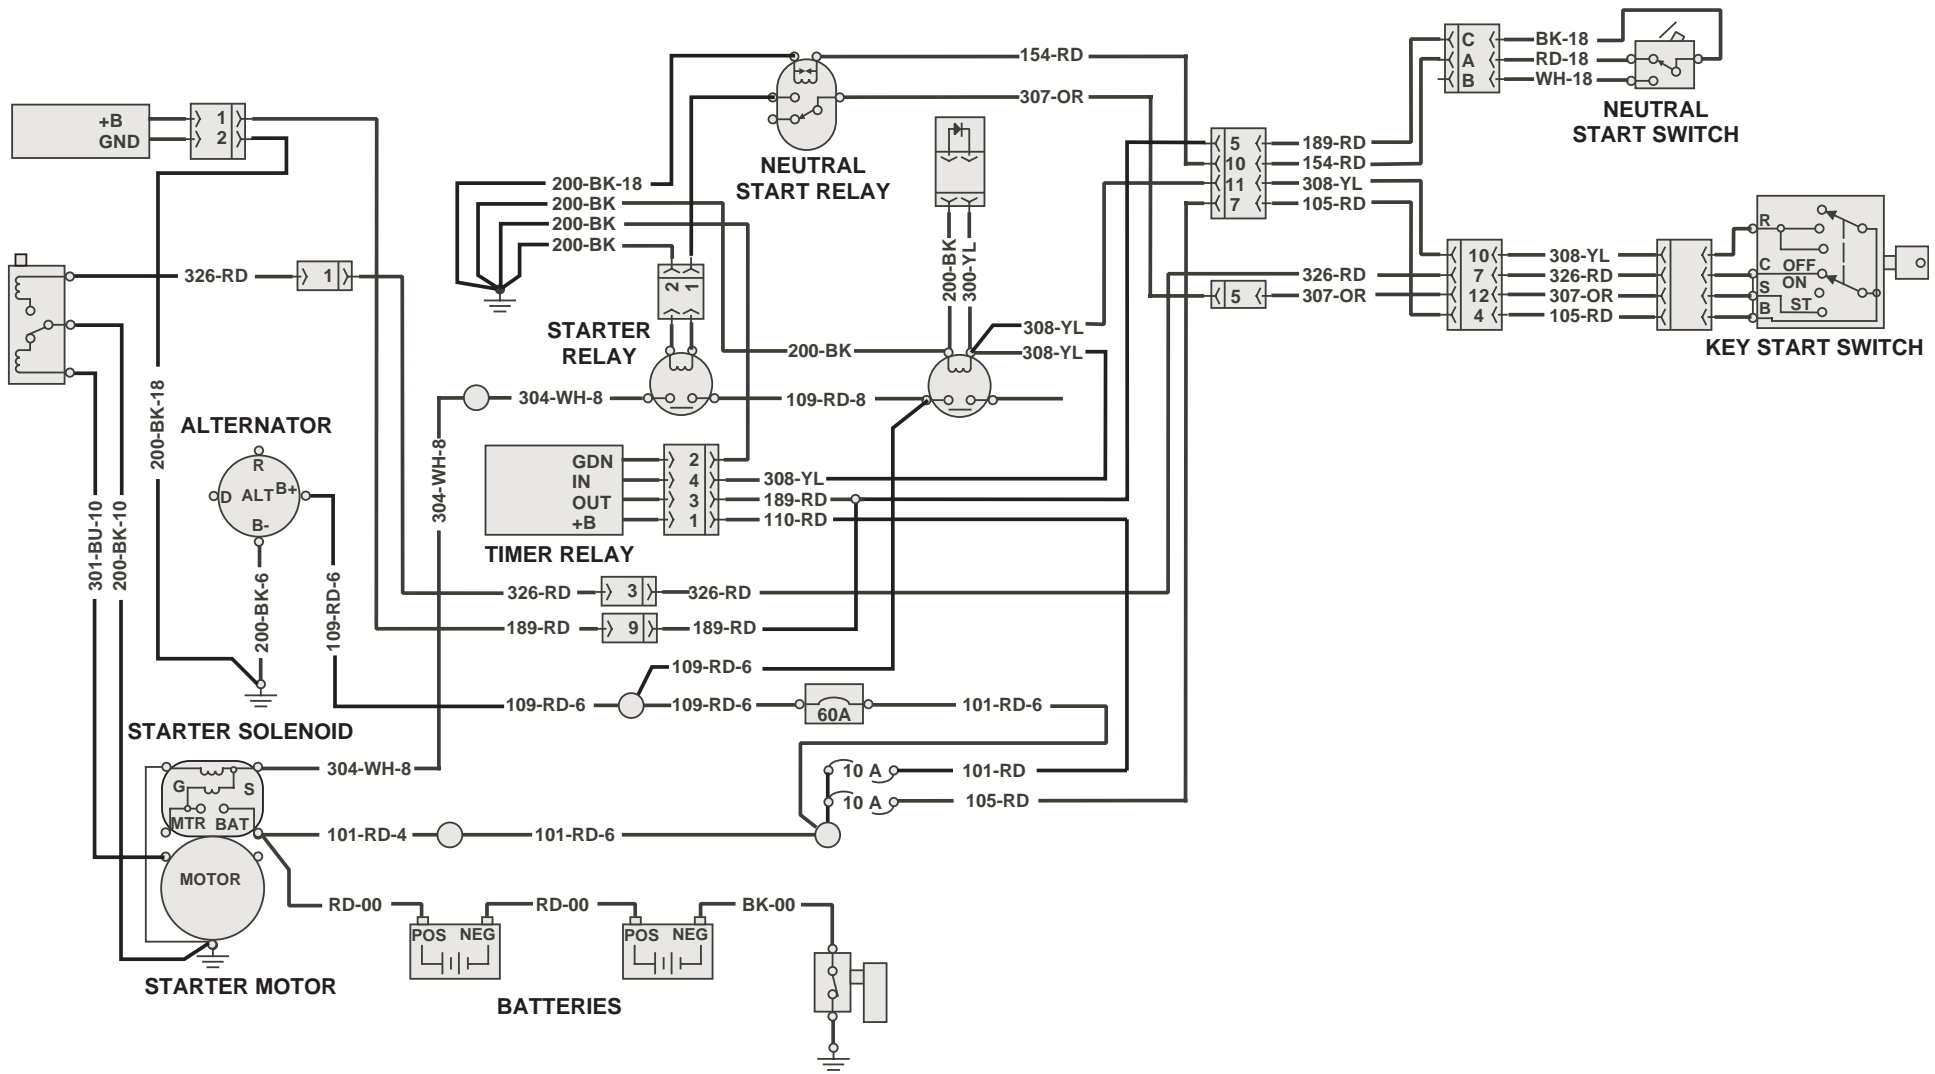 154-RD
307-OR
NEUTRAL
START RELAY
C
A
B
BK-18
RD-18
WH-18
NEUTRAL
START SWITCH
+B
GND
1
2
5
10
11
7
189-RD
154-RD
308-YL
105-RD
200-BK-18
200-BK
200-BK
200-BK
2
1
200-BK
300-YL
326-RD
1
STARTER
RELAY
326-RD
307-OR
5
10
7
12
4
308-YL
326-RD
307-OR
105-RD
R
C
S
B
OFF
ON
ST
KEY START SWITCH
308-YL
308-YL
200-BK
304-WH-8
109-RD-8
200-BK-18
304-WH-8
ALTERNATOR
R
D
ALT
B+
B-
301-BU-10
200-BK-10
200-BK-6
109-RD-6
GDN
IN
OUT
+B
2
4
3
1
308-YL
189-RD
110-RD
TIMER RELAY
326-RD
3
326-RD
189-RD
9
189-RD
109-RD-6
109-RD-6
109-RD-6
60A
101-RD-6
STARTER SOLENOID
304-WH-8
G
S
MTR
BAT
10 A
101-RD
10 A
105-RD
101-RD-4
101-RD-6
MOTOR
STARTER MOTOR
RD-00
RD-00
BK-00
POS
NEG
POS
NEG
BATTERIES